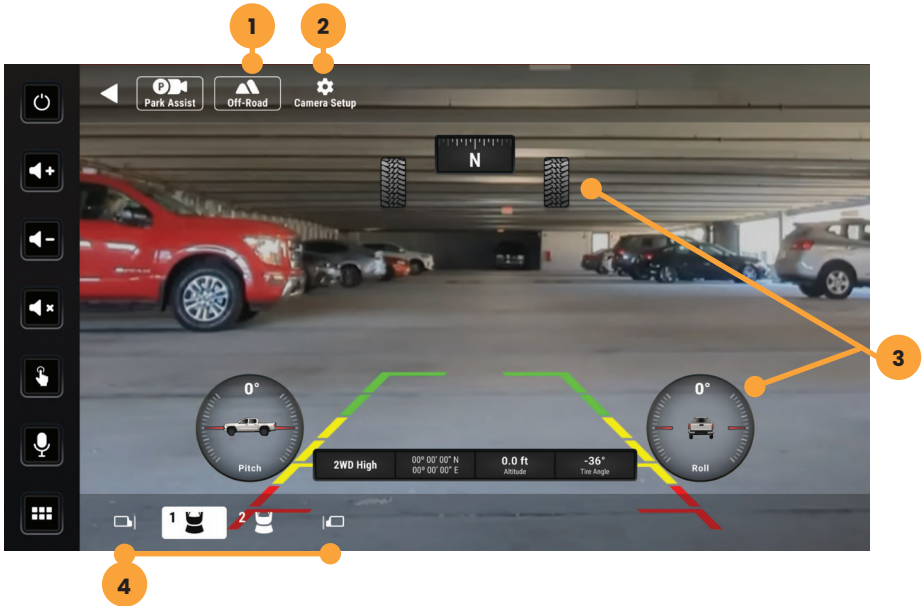 1
2
P
Park Assist
Off-Road
Camera Setup
N
3
0°
Pitch
0°
Roll
2WD High
00° 00' 00" N
00° 00' 00" E
0.0 ft
Altitude
-36°
Tire Angle
1
2
4